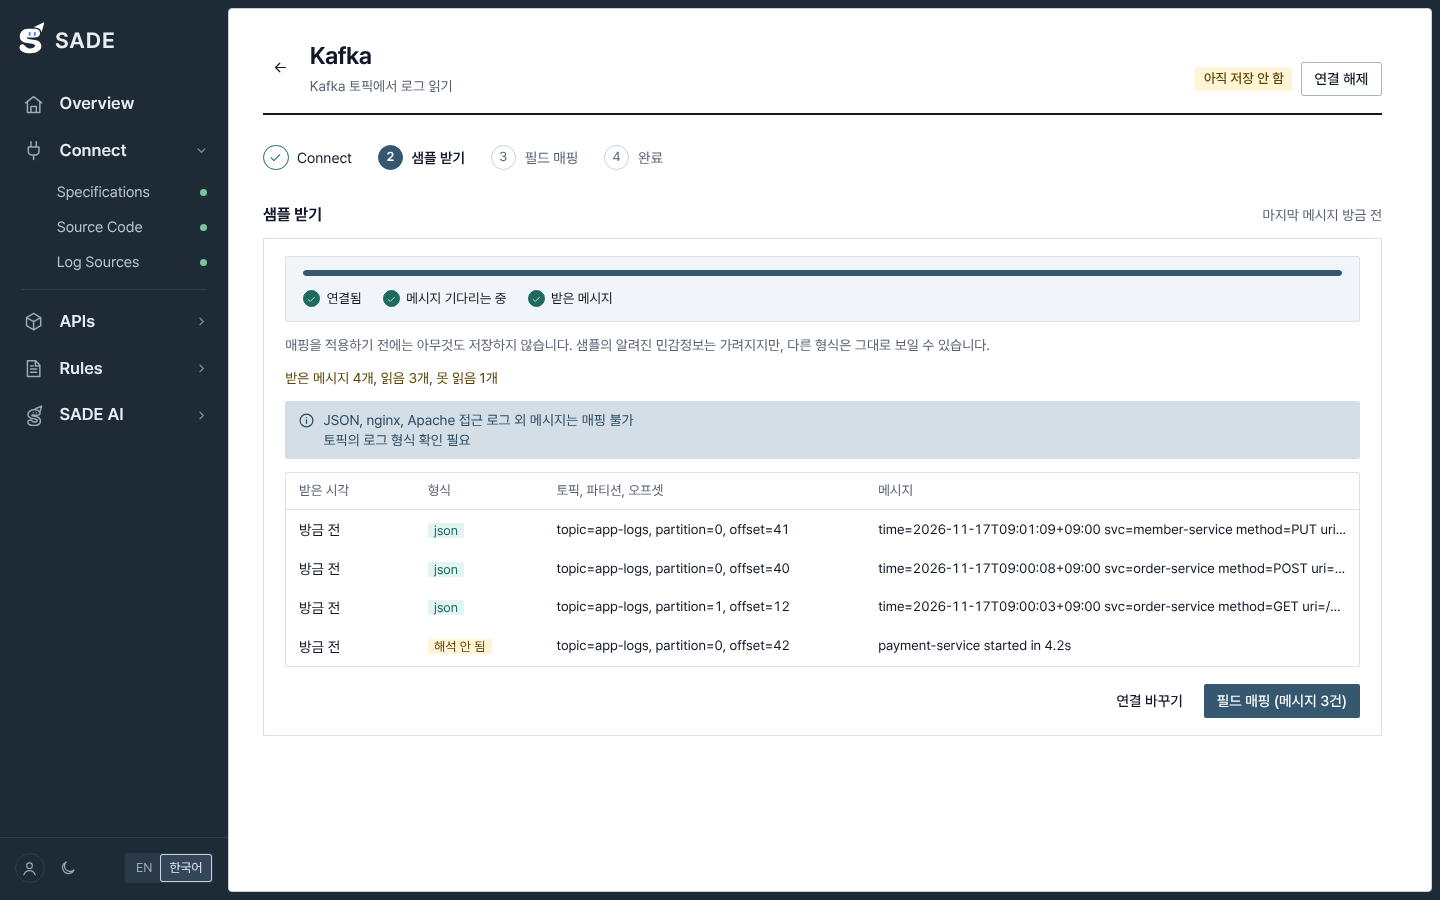 SADE
Overview
Connect
Specifications
Source Code
Log Sources
APIs
Rules
SADE AI
EN
한국어
Kafka
Kafka 토픽에서 로그 읽기
아직 저장 안 함
연결 해제
Connect
2 샘플 받기
3 필드 매핑
4 완료
샘플 받기
마지막 메시지 방금 전
연결됨
메시지 기다리는 중
받은 메시지
매핑을 적용하기 전에는 아무것도 저장하지 않습니다. 샘플의 알려진 민감정보는 가려지지만, 다른 형식은 그대로 보일 수 있습니다.
받은 메시지 4개, 읽음 3개, 못 읽음 1개
JSON, nginx, Apache 접근 로그 외 메시지는 매핑 불가
토픽의 로그 형식 확인 필요
받은 시각 형식 토픽, 파티션, 오프셋 메시지
방금 전 json topic=app-logs, partition=0, offset=41 time=2026-11-17T09:01:09+09:00 svc=member-service method=PUT uri...
방금 전 json topic=app-logs, partition=0, offset=40 time=2026-11-17T09:00:08+09:00 svc=order-service method=POST uri=...
방금 전 json topic=app-logs, partition=1, offset=12 time=2026-11-17T09:00:03+09:00 svc=order-service method=GET uri=/...
방금 전 해석 안 됨 topic=app-logs, partition=0, offset=42 payment-service started in 4.2s
연결 바꾸기
필드 매핑 (메시지 3건)